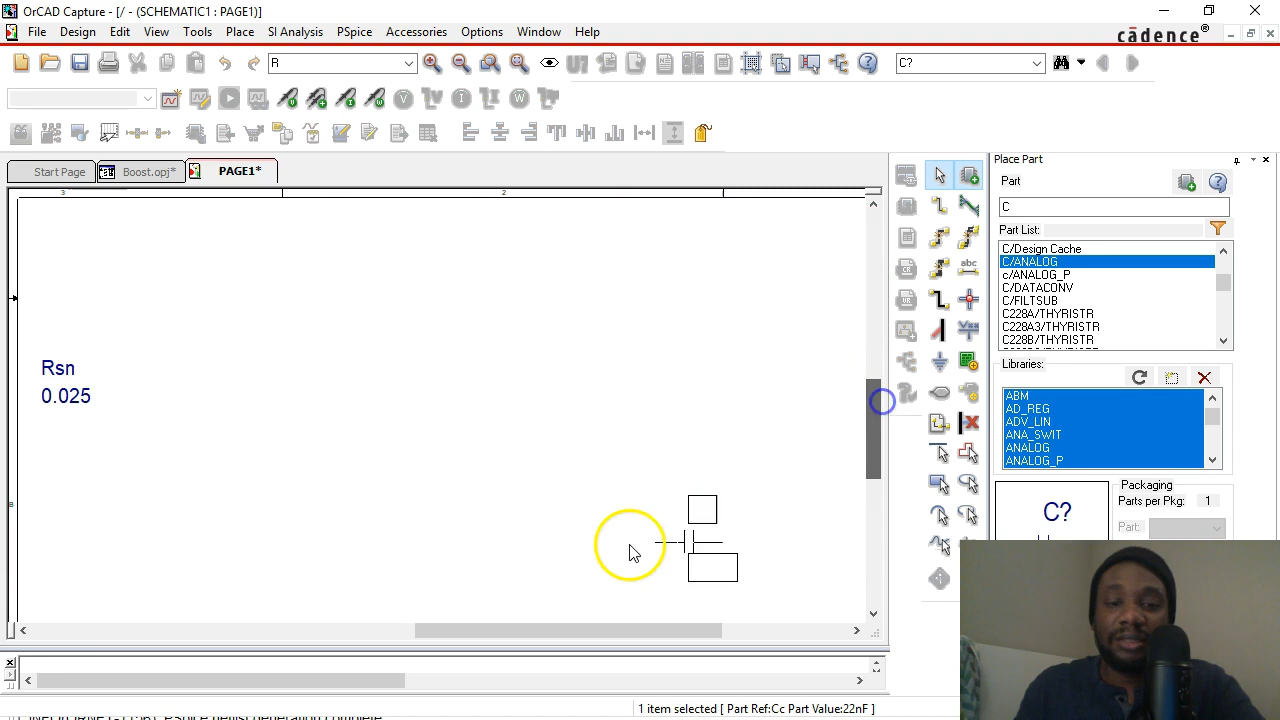 OrCAD Capture - [/ - (SCHEMATIC1 : PAGE1)]
File Design Edit View Tools Place SI Analysis PSpice Accessories Options Window Help
cādence®
R
C?
U?
V I W
Start Page Boost.opj* PAGE1*
3 2
Rsn
0.025
B
abc
Place Part
Part
C
Part List:
C/Design Cache
C/ANALOG
c/ANALOG_P
C/DATACONV
C/FILTSUB
C228A/THYRISTR
C228A3/THYRISTR
C228B/THYRISTR
Libraries:
ABM
AD_REG
ADV_LIN
ANA_SWIT
ANALOG
ANALOG_P
Packaging
Parts per Pkg: 1
Part:
C?
1 item selected [ Part Ref:Cc Part Value:22nF ]